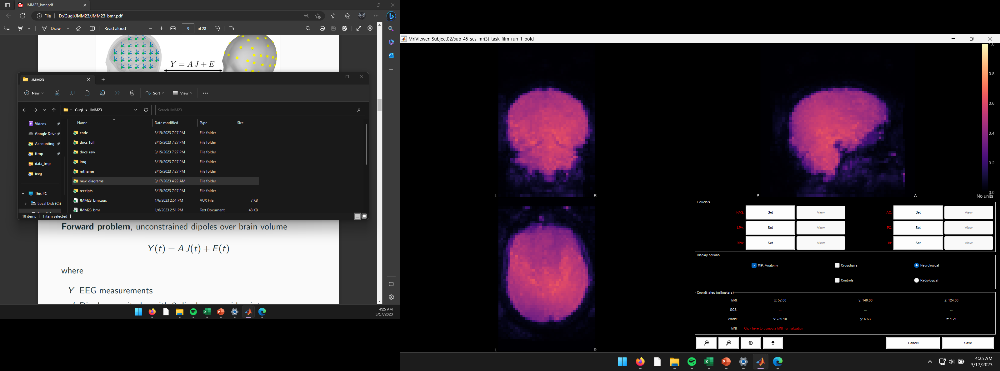 JMM23_bmr.pdf
File
D:/Gugl/JMM23/JMM23_bmr.pdf
Draw
Read aloud
9
of 28
Y = A J + E
JMM23
New
Sort
View
Gugl › JMM23
Search JMM23
Videos
Google Drive
Accounting
ttmp
data_tmp
ieeg
This PC
Local Disk (C:)
Name Date modified Type Size
code 3/15/2023 7:27 PM File folder
docs_full 3/15/2023 7:27 PM File folder
docs_raw 3/15/2023 7:27 PM File folder
img 3/15/2023 7:27 PM File folder
mtheme 3/15/2023 7:27 PM File folder
new_diagrams 3/17/2023 4:22 AM File folder
receipts 3/15/2023 7:27 PM File folder
JMM23_bmr.aux 1/6/2023 2:51 PM AUX File 7 KB
JMM23_bmr 1/6/2023 2:51 PM Text Document 48 KB
18 items 1 item selected
Forward problem, unconstrained dipoles over brain volume
Y(t) = A J(t) + E(t)
where
Y EEG measurements
4:25 AM
3/17/2023
MriViewer: Subject02/sub-45_ses-mri3t_task-film_run-1_bold
1.0
0.8
0.6
0.4
0.2
0.0
No units
L R
P A
L R
Fiducials
NAS: Set View AC: Set View
LPA: Set View PC: Set View
RPA: Set View IH: Set View
Display options
MIP: Anatomy Crosshairs Neurological
Controls Radiological
Coordinates (millimeters)
MRI: x: 52.00 y: 140.00 z: 124.00
SCS: ... ... ...
World: x: -39.10 y: 6.63 z: 1.21
MNI: Click here to compute MNI normalization
Cancel Save
4:25 AM
3/17/2023